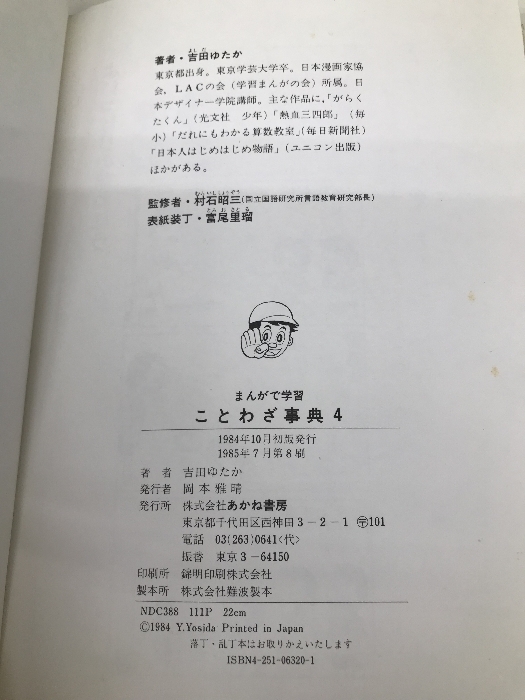 著者・吉田ゆたか
東京都出身。東京学芸大学卒。日本漫画家協
会，LACの会（学習まんがの会）所属。日
本デザイナー学院講師。主な作品に，「がらく
たくん」（光文社　少年）「熱血三四郎」（毎
小）「だれにもわかる算数教室」（毎日新聞社）
「日本人はじめはじめ物語」（ユニコン出版）
ほかがある。
監修者・村石昭三（国立国語研究所言語教育研究部長）
表紙装丁・富尾里瑠
まんがで学習
ことわざ事典 4
1984年10月初版発行
1985年7月第8刷
著　者　吉田ゆたか
発行者　岡本雅晴
発行所　株式会社あかね書房
東京都千代田区西神田3－2－1 〒101
電話　03(263)0641〈代〉
振替　東京3－64150
印刷所　錦明印刷株式会社
製本所　株式会社難波製本
NDC388　111P　22cm
©1984 Y.Yosida Printed in Japan
落丁・乱丁本はお取りかえいたします
ISBN4-251-06320-1